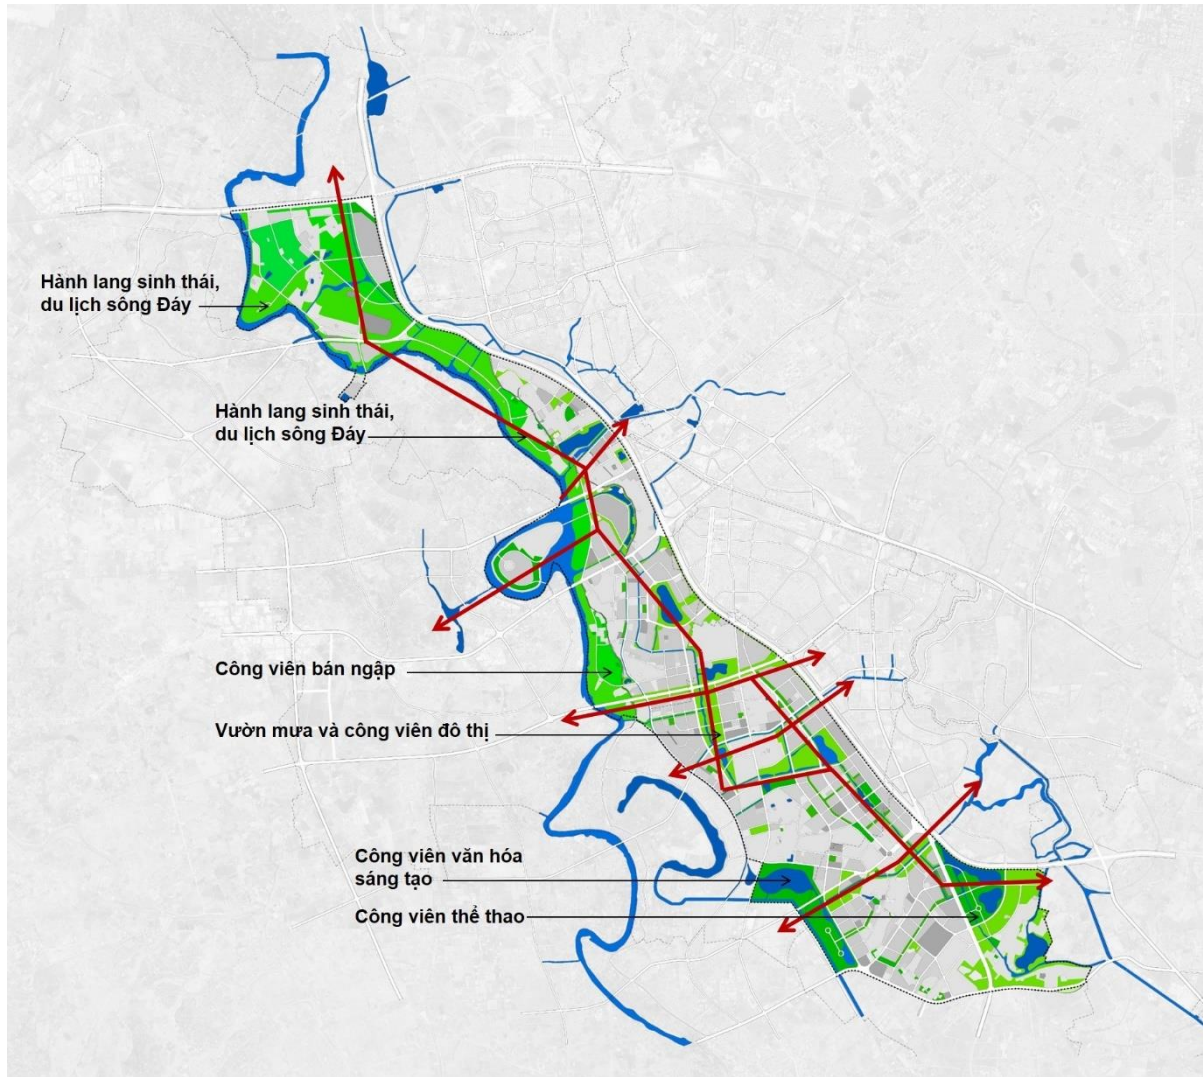 Hành lang sinh thái,
du lịch sông Đáy
Hành lang sinh thái,
du lịch sông Đáy
Công viên bán ngập
Vườn mưa và công viên đô thị
Công viên văn hóa
sáng tạo
Công viên thể thao